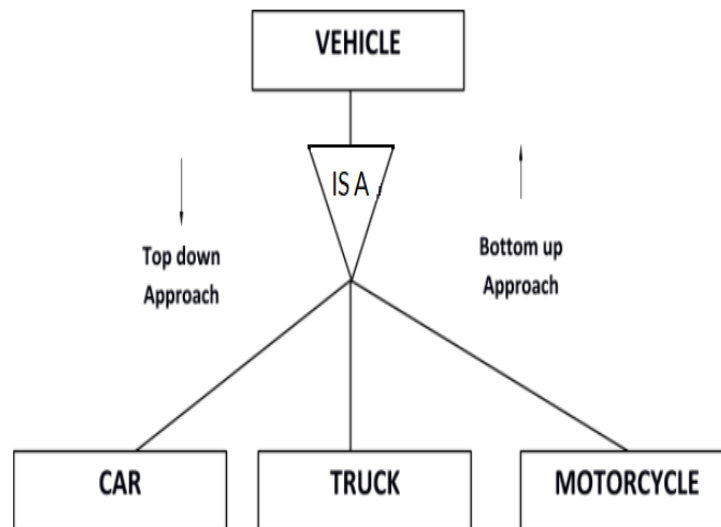 VEHICLE
IS A
Top down
Approach
Bottom up
Approach
CAR
TRUCK
MOTORCYCLE